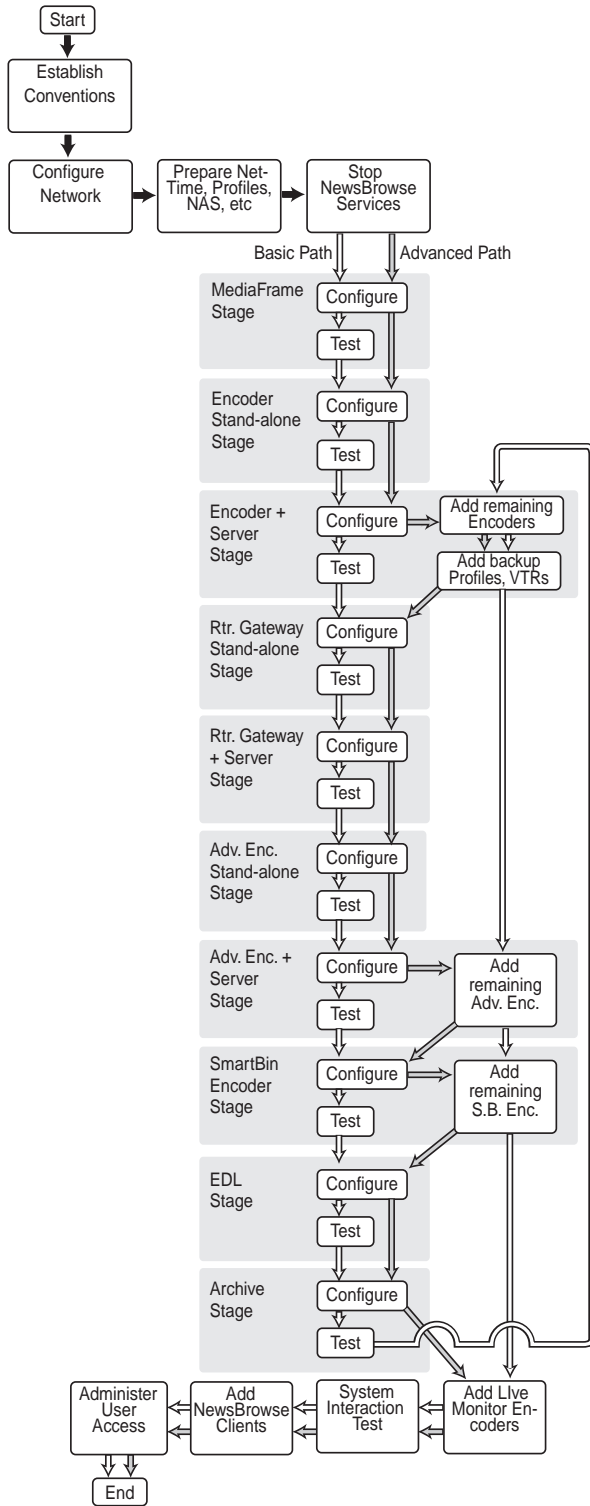 Start
Establish
Conventions
Configure
Network
Prepare Net-
Time, Profiles,
NAS, etc
Stop
NewsBrowse
Services
Basic Path
Advanced Path
MediaFrame
Stage
Configure
Test
Encoder
Stand-alone
Stage
Configure
Test
Encoder +
Server
Stage
Configure
Test
Add remaining
Encoders
Add backup
Profiles, VTRs
Rtr. Gateway
Stand-alone
Stage
Configure
Test
Rtr. Gateway
+ Server
Stage
Configure
Test
Adv. Enc.
Stand-alone
Stage
Configure
Test
Adv. Enc. +
Server
Stage
Configure
Test
Add
remaining
Adv. Enc.
SmartBin
Encoder
Stage
Configure
Test
Add
remaining
S.B. Enc.
EDL
Stage
Configure
Test
Archive
Stage
Configure
Test
Administer
User
Access
Add
NewsBrowse
Clients
System
Interaction
Test
Add LIve
Monitor En-
coders
End